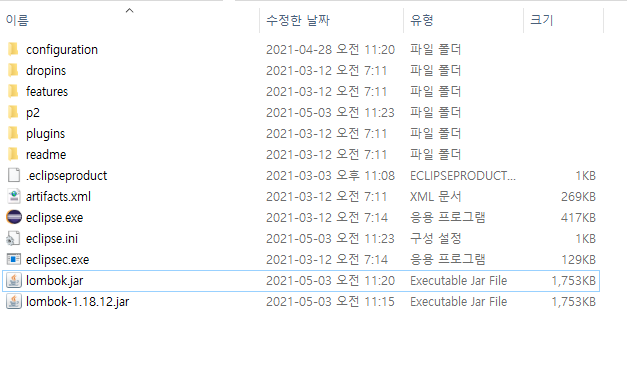 이름 수정한 날짜 유형 크기
configuration 2021-04-28 오전 11:20 파일 폴더
dropins 2021-03-12 오전 7:11 파일 폴더
features 2021-03-12 오전 7:11 파일 폴더
p2 2021-05-03 오전 11:23 파일 폴더
plugins 2021-03-12 오전 7:11 파일 폴더
readme 2021-03-12 오전 7:11 파일 폴더
.eclipseproduct 2021-03-03 오후 11:08 ECLIPSEPRODUCT... 1KB
artifacts.xml 2021-03-12 오전 7:11 XML 문서 269KB
eclipse.exe 2021-03-12 오전 7:14 응용 프로그램 417KB
eclipse.ini 2021-05-03 오전 11:23 구성 설정 1KB
eclipsec.exe 2021-03-12 오전 7:14 응용 프로그램 129KB
lombok.jar 2021-05-03 오전 11:20 Executable Jar File 1,753KB
lombok-1.18.12.jar 2021-05-03 오전 11:15 Executable Jar File 1,753KB